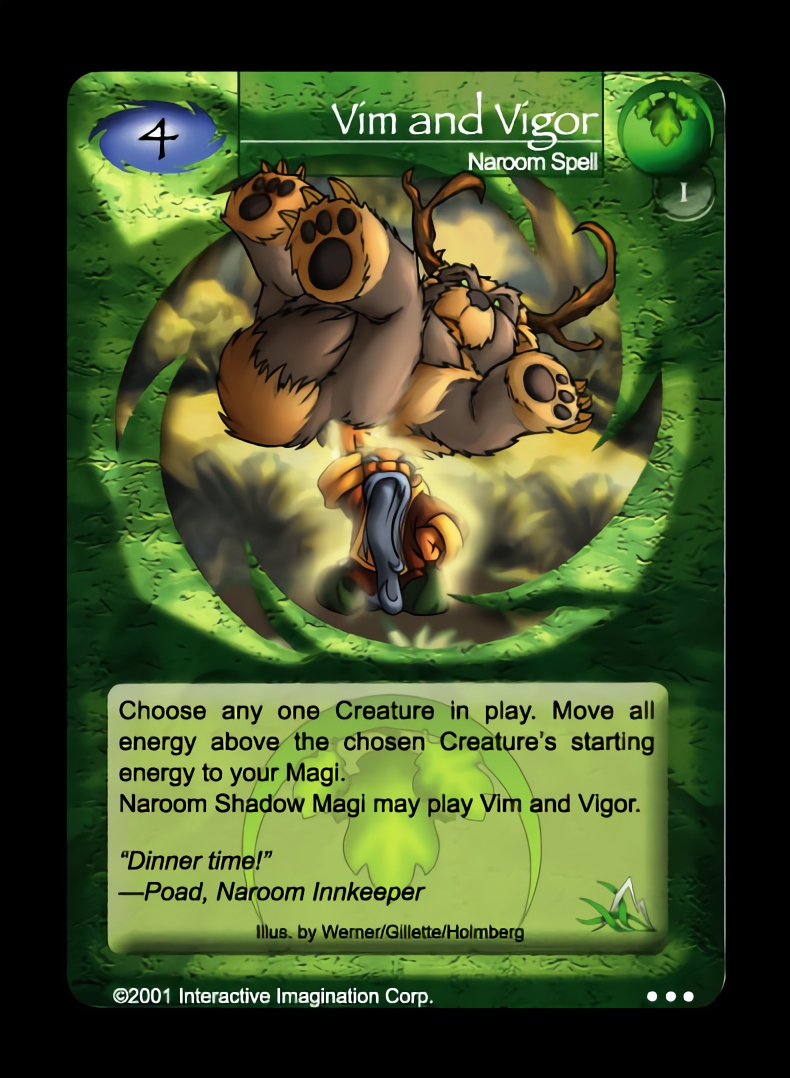 4
Vim and Vigor
Naroom Spell
I
Choose any one Creature in play. Move all
energy above the chosen Creature's starting
energy to your Magi.
Naroom Shadow Magi may play Vim and Vigor.
“Dinner time!”
—Poad, Naroom Innkeeper
Illus. by Werner/Gillette/Holmberg
©2001 Interactive Imagination Corp.